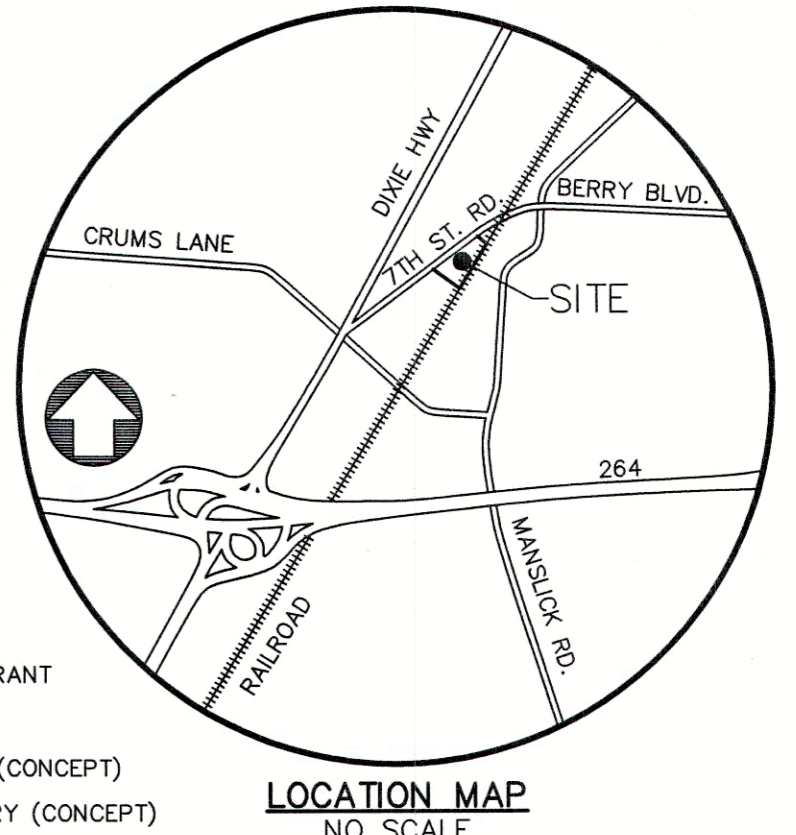 DIXIE HWY
BERRY BLVD.
7TH ST. RD.
CRUMS LANE
SITE
264
MANSLICK RD.
RAILROAD
RANT
(CONCEPT)
RY (CONCEPT)
LOCATION MAP
NO SCALE